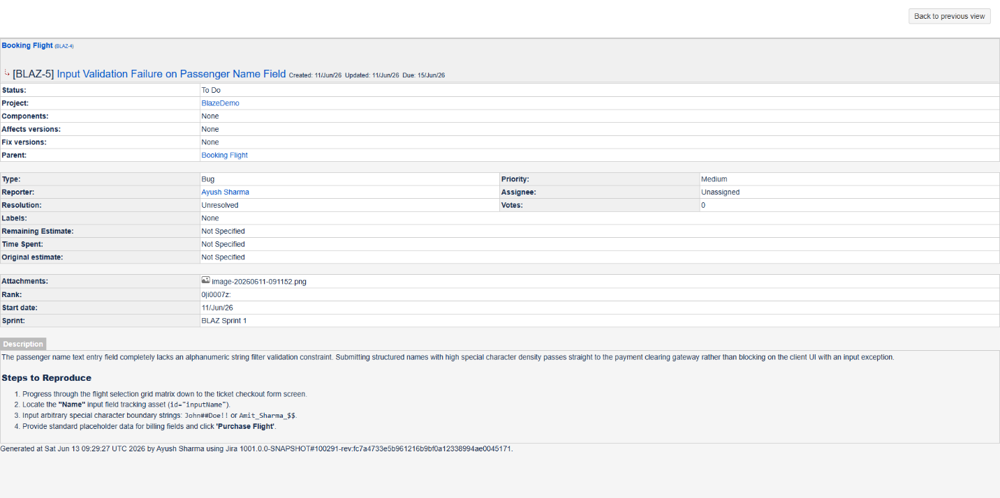 Back to previous view
Booking Flight (BLAZ-4)
[BLAZ-5] Input Validation Failure on Passenger Name Field Created: 11/Jun/26 Updated: 11/Jun/26 Due: 15/Jun/26
Status: To Do
Project: BlazeDemo
Components: None
Affects versions: None
Fix versions: None
Parent: Booking Flight
Type: Bug Priority: Medium
Reporter: Ayush Sharma Assignee: Unassigned
Resolution: Unresolved Votes: 0
Labels: None
Remaining Estimate: Not Specified
Time Spent: Not Specified
Original estimate: Not Specified
Attachments: image-20260611-091152.png
Rank: 0|i0007z:
Start date: 11/Jun/26
Sprint: BLAZ Sprint 1
Description
The passenger name text entry field completely lacks an alphanumeric string filter validation constraint. Submitting structured names with high special character density passes straight to the payment clearing gateway rather than blocking on the client UI with an input exception.
Steps to Reproduce
1. Progress through the flight selection grid matrix down to the ticket checkout form screen.
2. Locate the "Name" input field tracking asset (id="inputName").
3. Input arbitrary special character boundary strings: John##Doe!! or Amit_Sharma_$$.
4. Provide standard placeholder data for billing fields and click 'Purchase Flight'.
Generated at Sat Jun 13 09:29:27 UTC 2026 by Ayush Sharma using Jira 1001.0.0-SNAPSHOT#100291-rev:fc7a4733e5b961216b9bf0a12338994ae0045171.